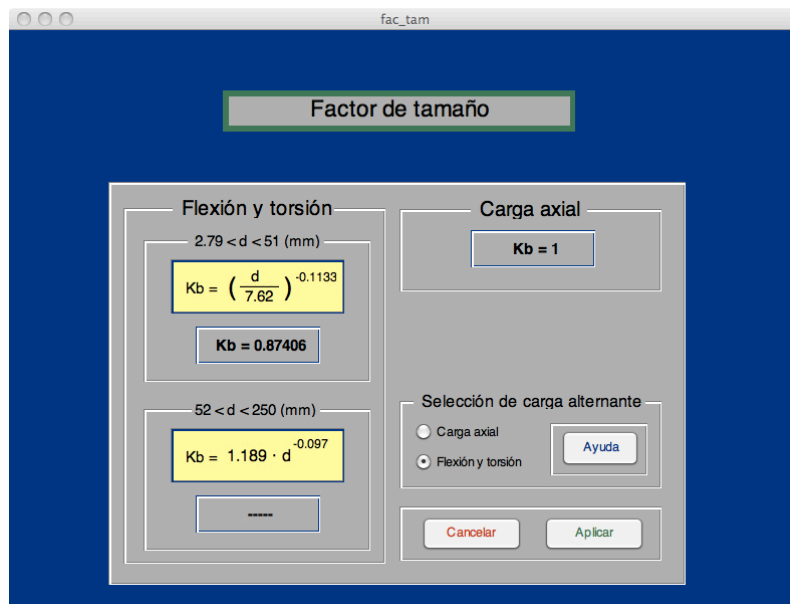 fac_tam
Factor de tamaño
Flexión y torsión
2.79 < d < 51 (mm)
Kb = ( d / 7.62 ) -0.1133
Kb = 0.87406
52 < d < 250 (mm)
Kb = 1.189 · d -0.097
-----
Carga axial
Kb = 1
Selección de carga alternante
Carga axial
Flexión y torsión
Ayuda
Cancelar
Aplicar